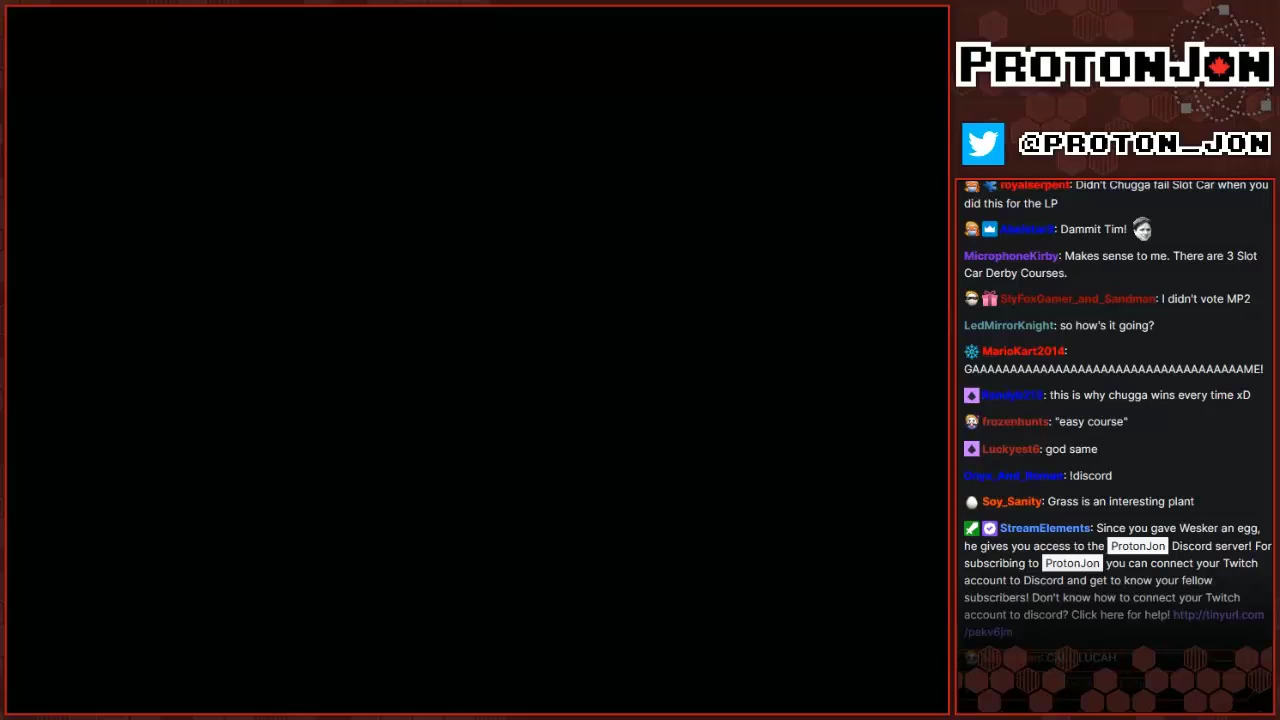 PROTONJON
@PROTON_JON
royalserpent: Didn't Chugga fail Slot Car when you
did this for the LP
: Dammit Tim!
MicrophoneKirby: Makes sense to me. There are 3 Slot
Car Derby Courses.
SlyFoxGamer_and_Sandman: I didn't vote MP2
LedMirrorKnight: so how's it going?
MarioKart2014:
GAAAAAAAAAAAAAAAAAAAAAAAAAAAAAAAAAAAAME!
: this is why chugga wins every time xD
frozenhunts: "easy course"
Luckyest6: god same
: !discord
Soy_Sanity: Grass is an interesting plant
StreamElements: Since you gave Wesker an egg,
he gives you access to the ProtonJon Discord server! For
subscribing to ProtonJon you can connect your Twitch
account to Discord and get to know your fellow
subscribers! Don't know how to connect your Twitch
account to discord? Click here for help! http://tinyurl.com
/pekv6jm